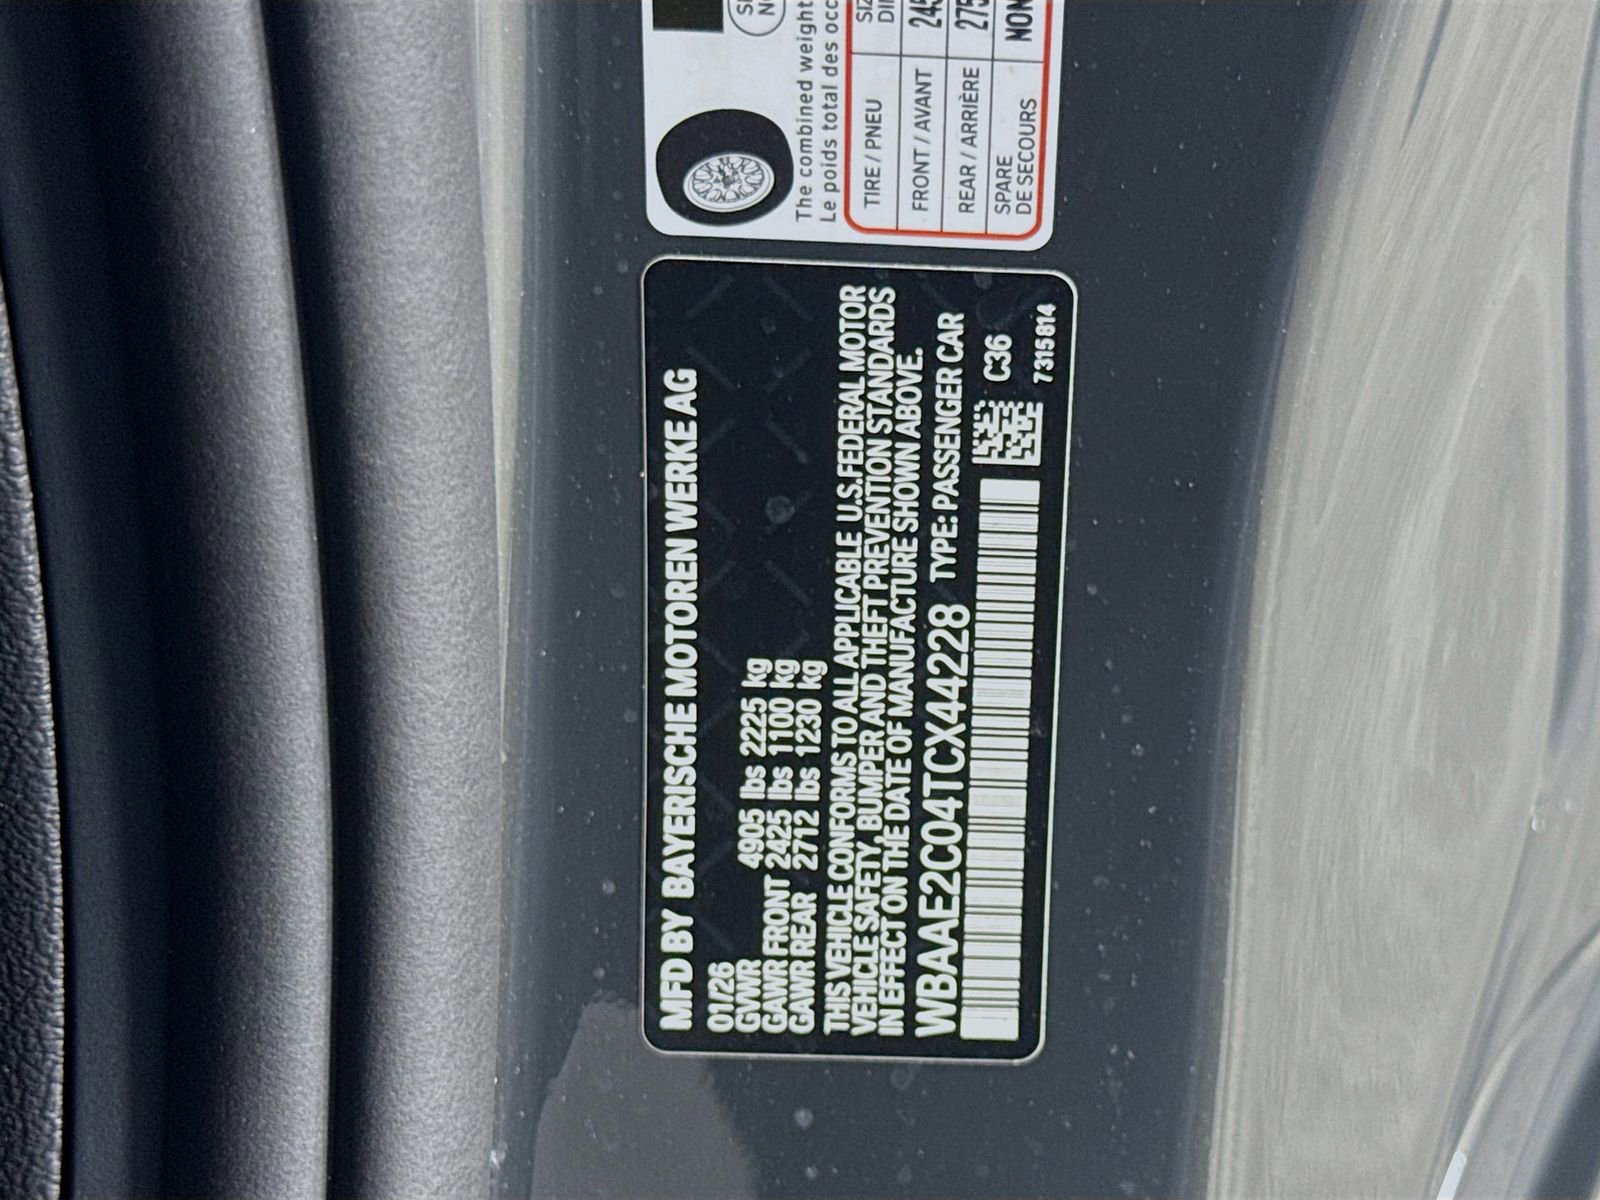 MFD BY BAYERISCHE MOTOREN WERKE AG
01/26
GVWR 4905 lbs 2225 kg
GAWR FRONT 2425 lbs 1100 kg
GAWR REAR 2712 lbs 1230 kg
THIS VEHICLE CONFORMS TO ALL APPLICABLE U.S.FEDERAL MOTOR
VEHICLE SAFETY, BUMPER AND THEFT PREVENTION STANDARDS
IN EFFECT ON THE DATE OF MANUFACTURE SHOWN ABOVE.
WBAAE2C04TCX44228 TYPE: PASSENGER CAR
C36
7315814
The combined weight
Le poids total des occ
TIRE / PNEU
FRONT / AVANT 245
REAR / ARRIÈRE 275
SPARE
DE SECOURS